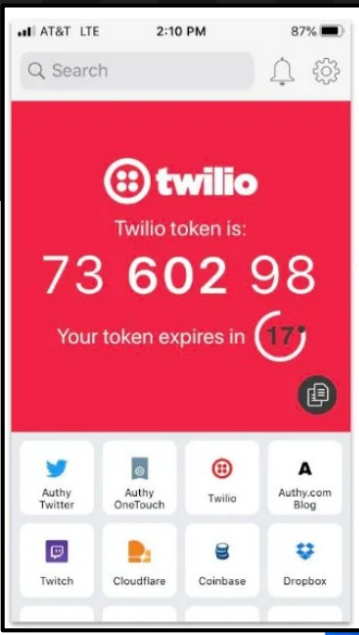 AT&T LTE 2:10 PM 87%
Search
twilio
Twilio token is:
73 602 98
Your token expires in 17
Authy Twitter
Authy OneTouch
Twilio
Authy.com Blog
Twitch
Cloudflare
Coinbase
Dropbox